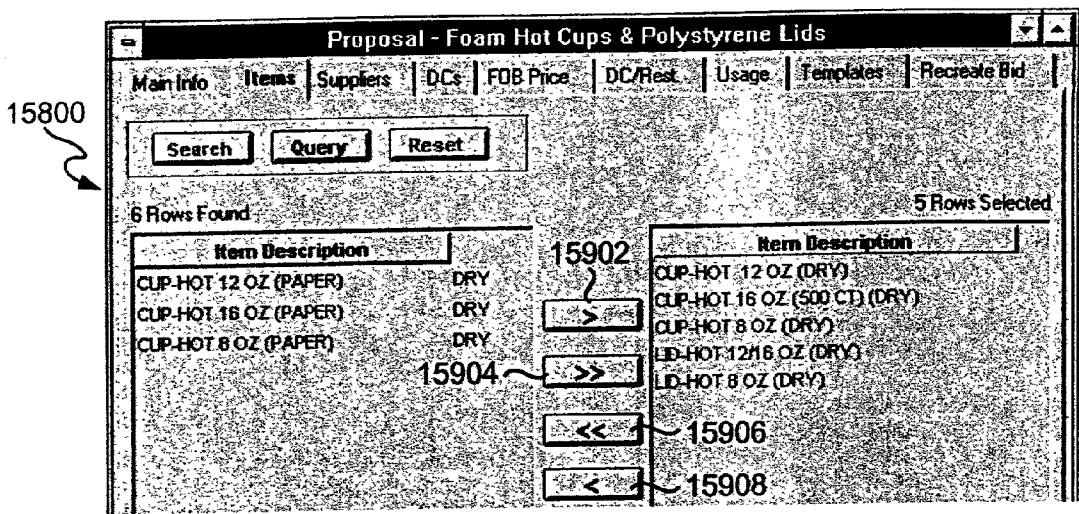 Proposal - Foam Hot Cups & Polystyrene Lids
Main Info Items Suppliers DCs FOB Price DC/Rest. Usage Templates Recreate Bid
15800
Search Query Reset
6 Rows Found
5 Rows Selected
Item Description
CUP-HOT 12 OZ (PAPER) DRY
CUP-HOT 16 OZ (PAPER) DRY
CUP-HOT 8 OZ (PAPER) DRY
15902
>
15904 >>
<< 15906
< 15908
Item Description
CUP-HOT 12 OZ (DRY)
CUP-HOT 16 OZ (500 CT) (DRY)
CUP-HOT 8 OZ (DRY)
LID-HOT 12/16 OZ (DRY)
LID-HOT 8 OZ (DRY)